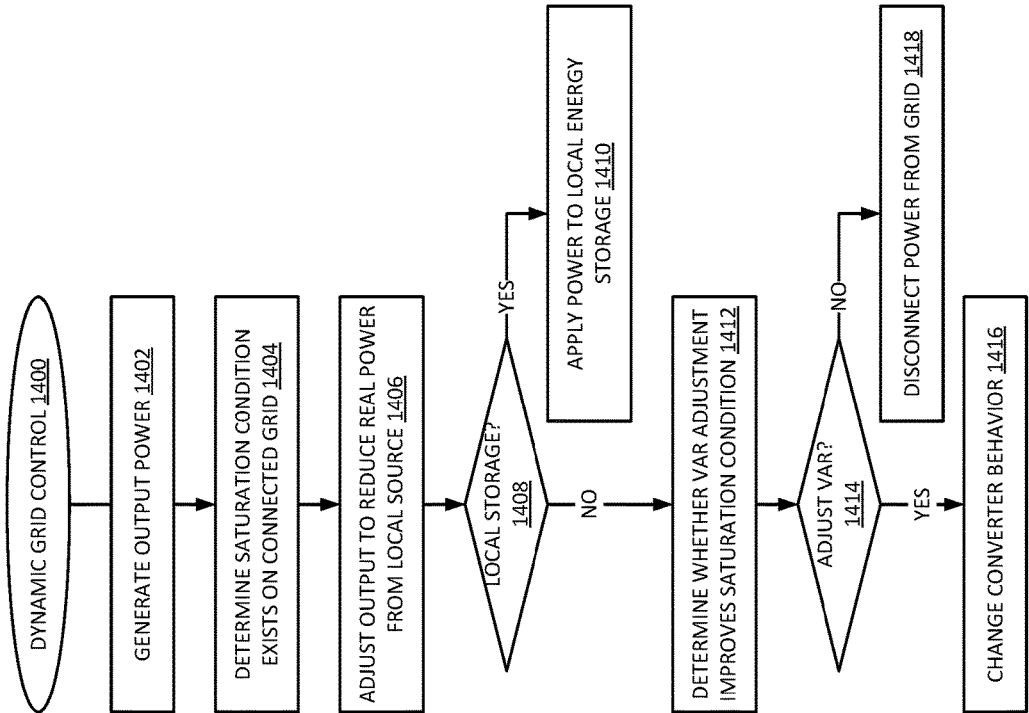 DYNAMIC GRID CONTROL 1400
GENERATE OUTPUT POWER 1402
DETERMINE SATURATION CONDITION
EXISTS ON CONNECTED GRID 1404
ADJUST OUTPUT TO REDUCE REAL POWER
FROM LOCAL SOURCE 1406
LOCAL STORAGE?
1408
YES
APPLY POWER TO LOCAL ENERGY
STORAGE 1410
NO
DETERMINE WHETHER VAR ADJUSTMENT
IMPROVES SATURATION CONDITION 1412
ADJUST VAR?
1414
NO
DISCONNECT POWER FROM GRID 1418
YES
CHANGE CONVERTER BEHAVIOR 1416